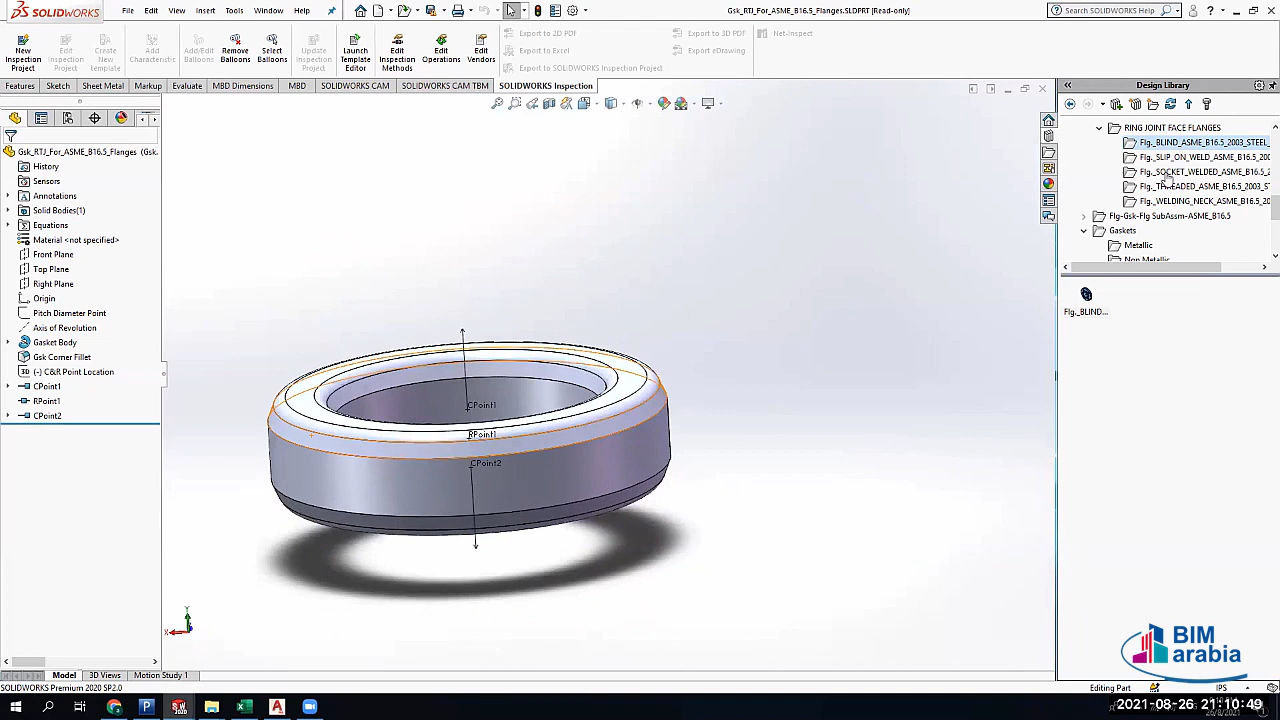 SOLIDWORKS
File
Edit
View
Insert
Tools
Window
Help
Gsk_RTJ_For_ASME_B16.5_Flanges.SLDPRT [Read-only]
Search SOLIDWORKS Help
New Inspection Project
Edit Inspection Project
Create New Template
Add Characteristic
Add/Edit Balloons
Remove Balloons
Select Balloons
Update Inspection Project
Launch Template Editor
Edit Inspection Methods
Edit Operations
Edit Vendors
Export to 2D PDF
Export to Excel
Export to SOLIDWORKS Inspection Project
Export to 3D PDF
Export eDrawing
Net-Inspect
Features
Sketch
Sheet Metal
Markup
Evaluate
MBD Dimensions
MBD
SOLIDWORKS CAM
SOLIDWORKS CAM TBM
SOLIDWORKS Inspection
Gsk_RTJ_For_ASME_B16.5_Flanges (Gsk.
History
Sensors
Annotations
Solid Bodies(1)
Equations
Material <not specified>
Front Plane
Top Plane
Right Plane
Origin
Pitch Diameter Point
Axis of Revolution
Gasket Body
Gsk Corner Fillet
3D (-) C&R Point Location
CPoint1
RPoint1
CPoint2
CPoint1
RPoint1
CPoint2
Y
X
Design Library
RING JOINT FACE FLANGES
Flg._BLIND_ASME_B16.5_2003_STEEL_
Flg._SLIP_ON_WELD_ASME_B16.5_200
Flg._SOCKET_WELDED_ASME_B16.5_2
Flg._THREADED_ASME_B16.5_2003_ST
Flg._WELDING_NECK_ASME_B16.5_20
Flg-Gsk-Flg SubAssm-ASME_B16.5
Gaskets
Metallic
Non Metallic
Flg._BLIND...
BIM
arabia
Model
3D Views
Motion Study 1
SOLIDWORKS Premium 2020 SP2.0
Editing Part
IPS
2021-08-26 21:10:49